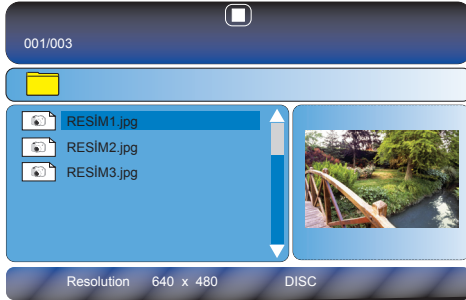 001/003
RESİM1.jpg
RESİM2.jpg
RESİM3.jpg
Resolution 640 x 480 DISC